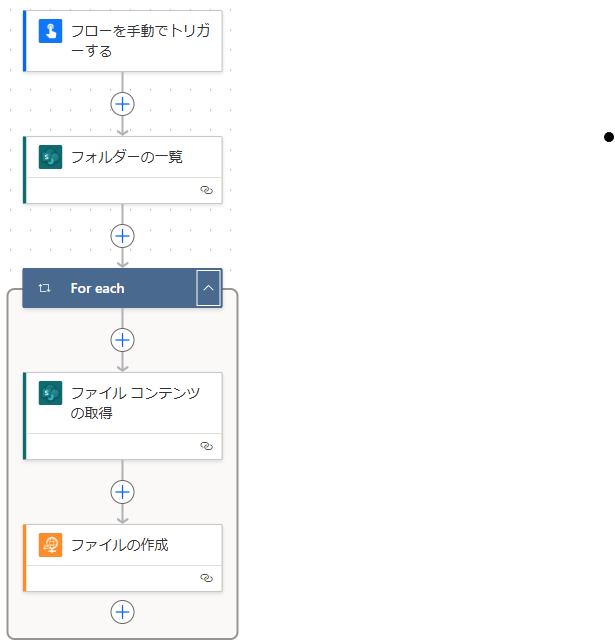 フローを手動でトリガ
ーする
フォルダーの一覧
For each
ファイル コンテンツ
の取得
ファイルの作成